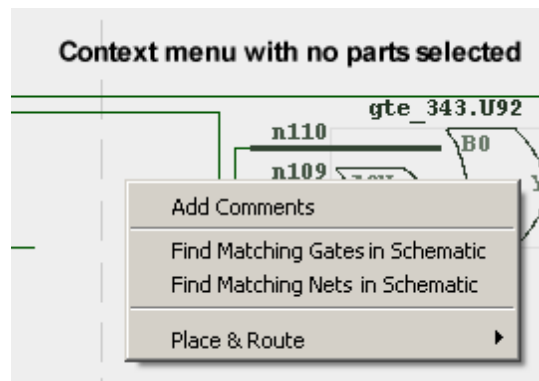 Context menu with no parts selected
gte_343.U92
n110
B0
n109
Add Comments
Find Matching Gates in Schematic
Find Matching Nets in Schematic
Place & Route